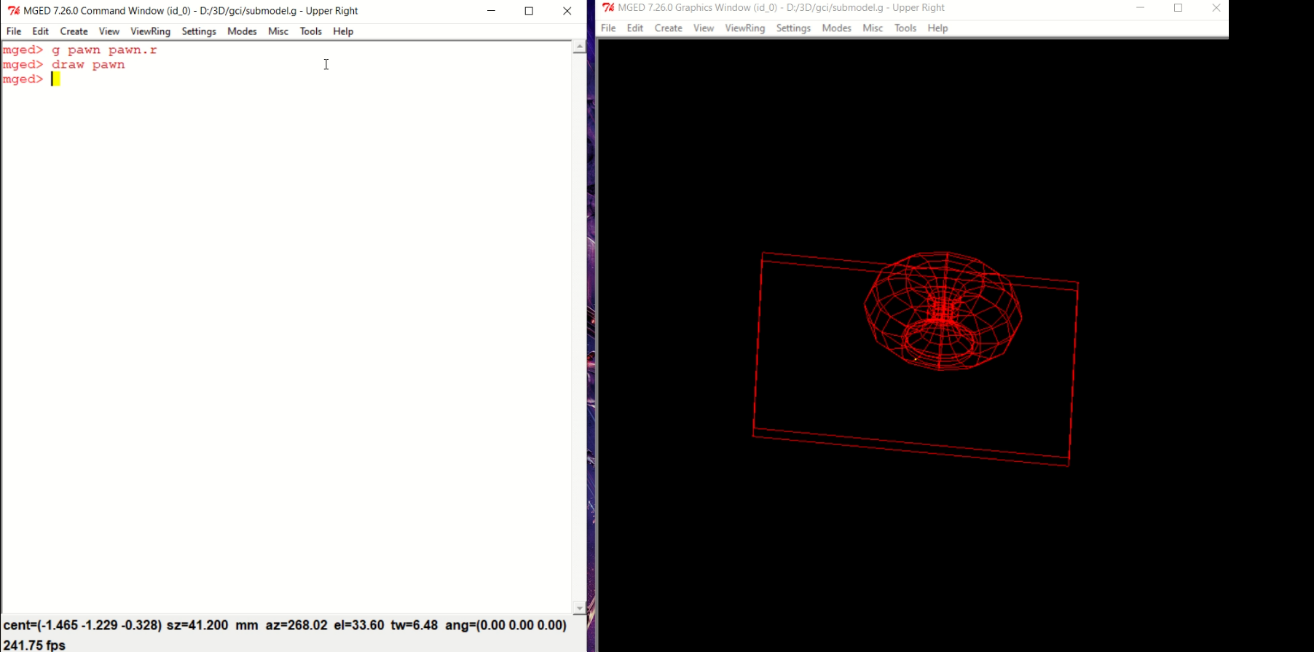 MGED 7.26.0 Command Window (id_0) - D:/3D/gci/submodel.g - Upper Right
File Edit Create View ViewRing Settings Modes Misc Tools Help
mged> g pawn pawn.r
mged> draw pawn
mged>
cent=(-1.465 -1.229 -0.328) sz=41.200 mm az=268.02 el=33.60 tw=6.48 ang=(0.00 0.00 0.00)
241.75 fps
MGED 7.26.0 Graphics Window (id_0) - D:/3D/gci/submodel.g - Upper Right
File Edit Create View ViewRing Settings Modes Misc Tools Help